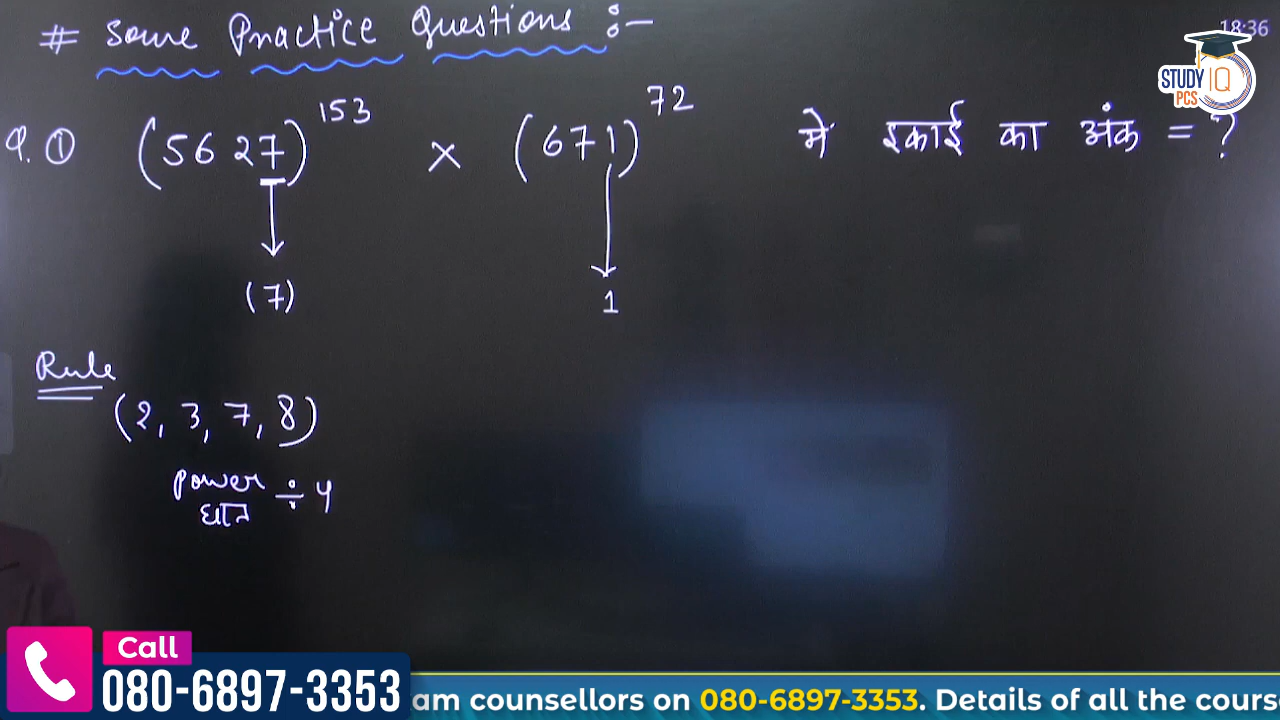 # Some Practice Questions :-
18:36
STUDY IQ
PCS
Q. ① (5627)^153 × (671)^72 मे इकाई का अंक = ?
(7) 1
Rule
(2, 3, 7, 8)
Power ÷ 4
घात
Call
080-6897-3353
am counsellors on 080-6897-3353. Details of all the cours